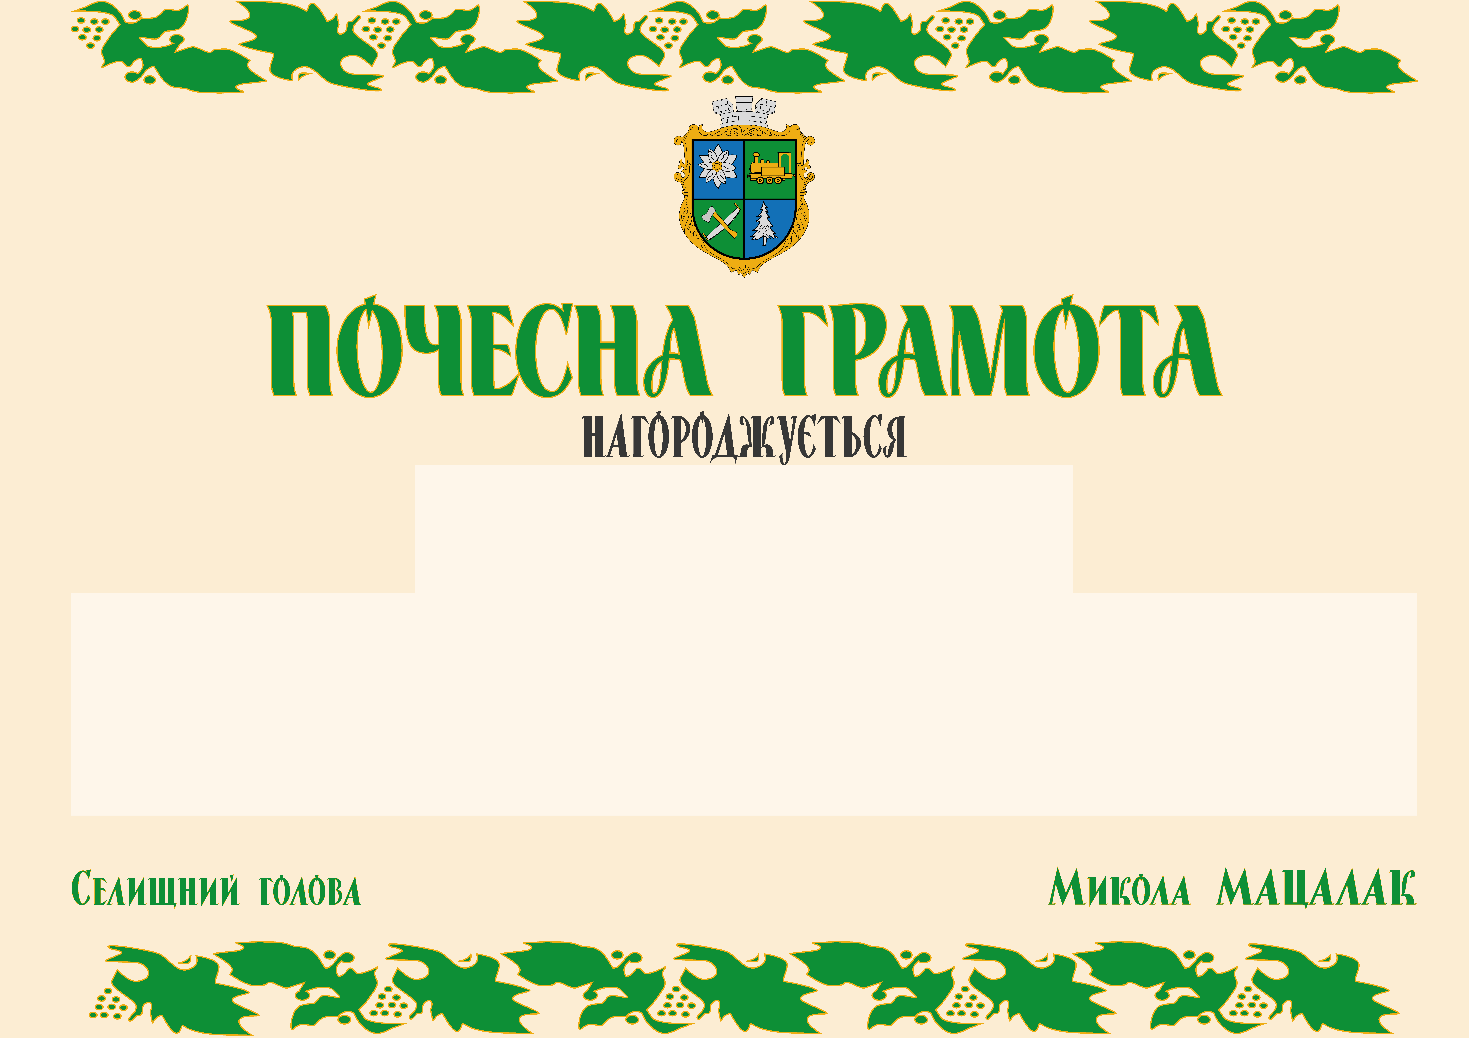 ПОЧЕСНА ГРАМОТА
НАГОРОДЖУЄТЬСЯ
Селищний голова
Микола МАЦАЛАК